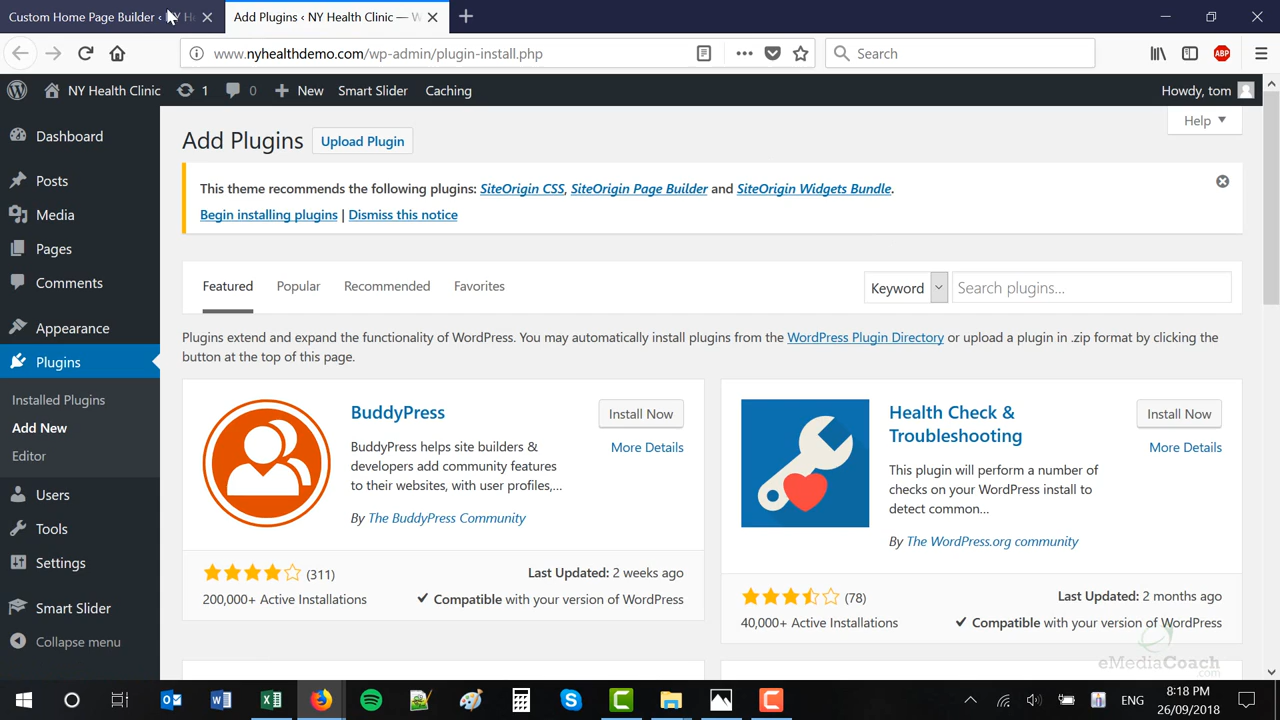 Custom Home Page Builder ‹ NY He
Add Plugins ‹ NY Health Clinic — W
www.nyhealthdemo.com/wp-admin/plugin-install.php
Search
ABP
NY Health Clinic
1
0
New
Smart Slider
Caching
Howdy, tom
Dashboard
Posts
Media
Pages
Comments
Appearance
Plugins
Installed Plugins
Add New
Editor
Users
Tools
Settings
Smart Slider
Collapse menu
Help
Add Plugins
Upload Plugin
This theme recommends the following plugins: SiteOrigin CSS, SiteOrigin Page Builder and SiteOrigin Widgets Bundle.
Begin installing plugins | Dismiss this notice
Featured
Popular
Recommended
Favorites
Keyword
Search plugins...
Plugins extend and expand the functionality of WordPress. You may automatically install plugins from the WordPress Plugin Directory or upload a plugin in .zip format by clicking the
button at the top of this page.
BuddyPress
Install Now
More Details
BuddyPress helps site builders &
developers add community features
to their websites, with user profiles,...
By The BuddyPress Community
(311)
200,000+ Active Installations
Last Updated: 2 weeks ago
Compatible with your version of WordPress
Health Check &
Troubleshooting
Install Now
More Details
This plugin will perform a number of
checks on your WordPress install to
detect common...
By The WordPress.org community
(78)
40,000+ Active Installations
Last Updated: 2 months ago
Compatible with your version of WordPress
eMediaCoach
.com
ENG
8:18 PM
26/09/2018